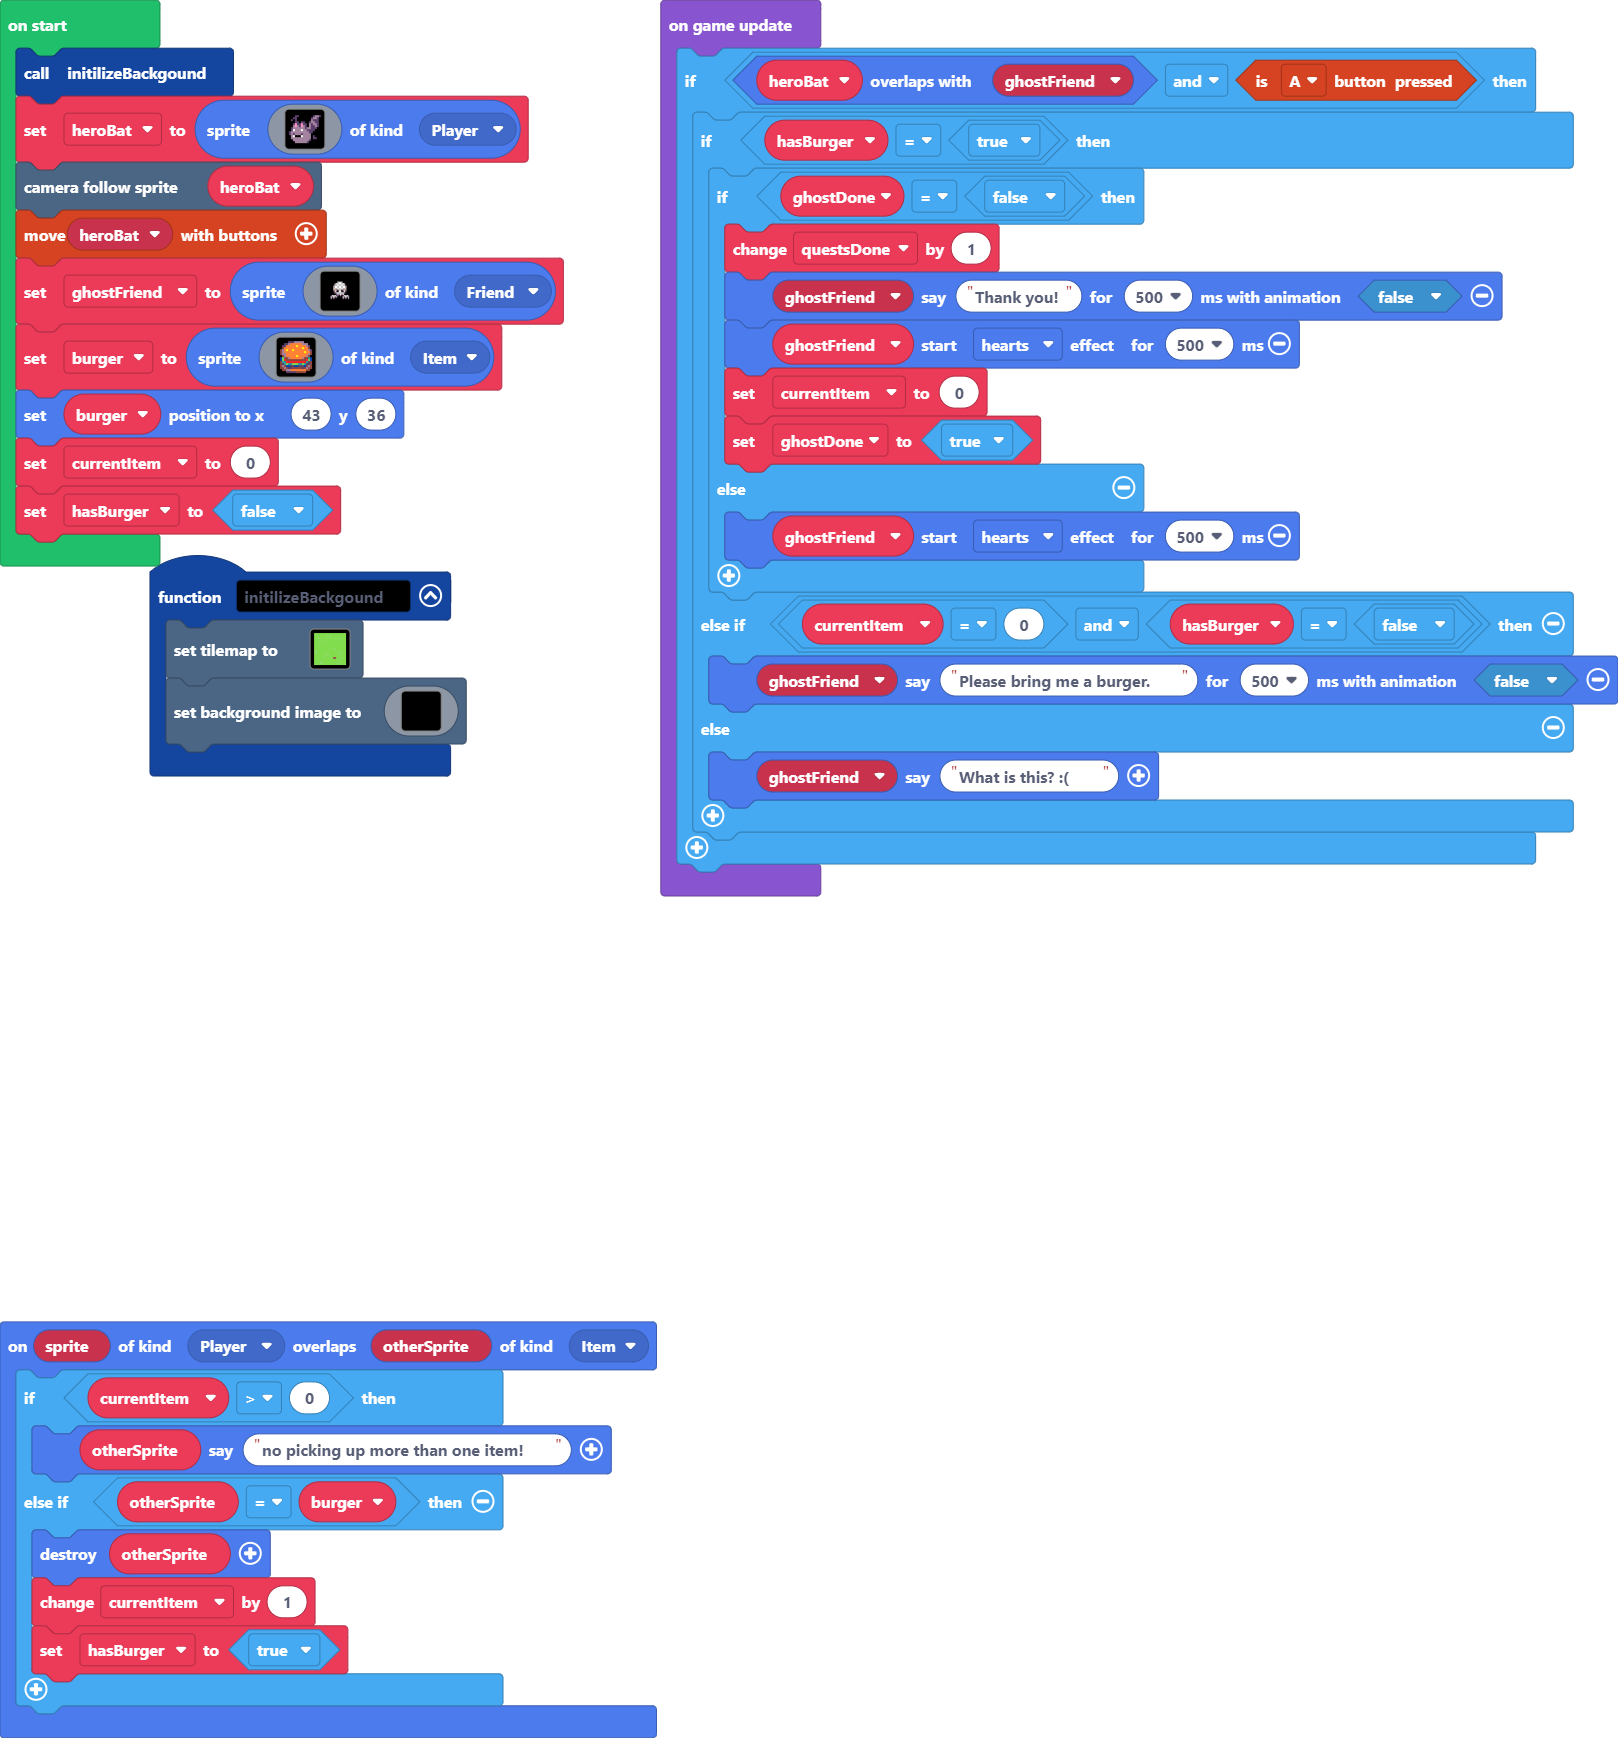 on start
call initilizeBackgound
set heroBat to sprite of kind Player
camera follow sprite heroBat
move heroBat with buttons
set ghostFriend to sprite of kind Friend
set burger to sprite of kind Item
set burger position to x 43 y 36
set currentItem to 0
set hasBurger to false
function initilizeBackgound
set tilemap to
set background image to
on game update
if heroBat overlaps with ghostFriend and is A button pressed then
if hasBurger = true then
if ghostDone = false then
change questsDone by 1
ghostFriend say "Thank you!" for 500 ms with animation false
ghostFriend start hearts effect for 500 ms
set currentItem to 0
set ghostDone to true
else
ghostFriend start hearts effect for 500 ms
else if currentItem = 0 and hasBurger = false then
ghostFriend say "Please bring me a burger. " for 500 ms with animation false
else
ghostFriend say "What is this? :( "
on sprite of kind Player overlaps otherSprite of kind Item
if currentItem > 0 then
otherSprite say "no picking up more than one item! "
else if otherSprite = burger then
destroy otherSprite
change currentItem by 1
set hasBurger to true